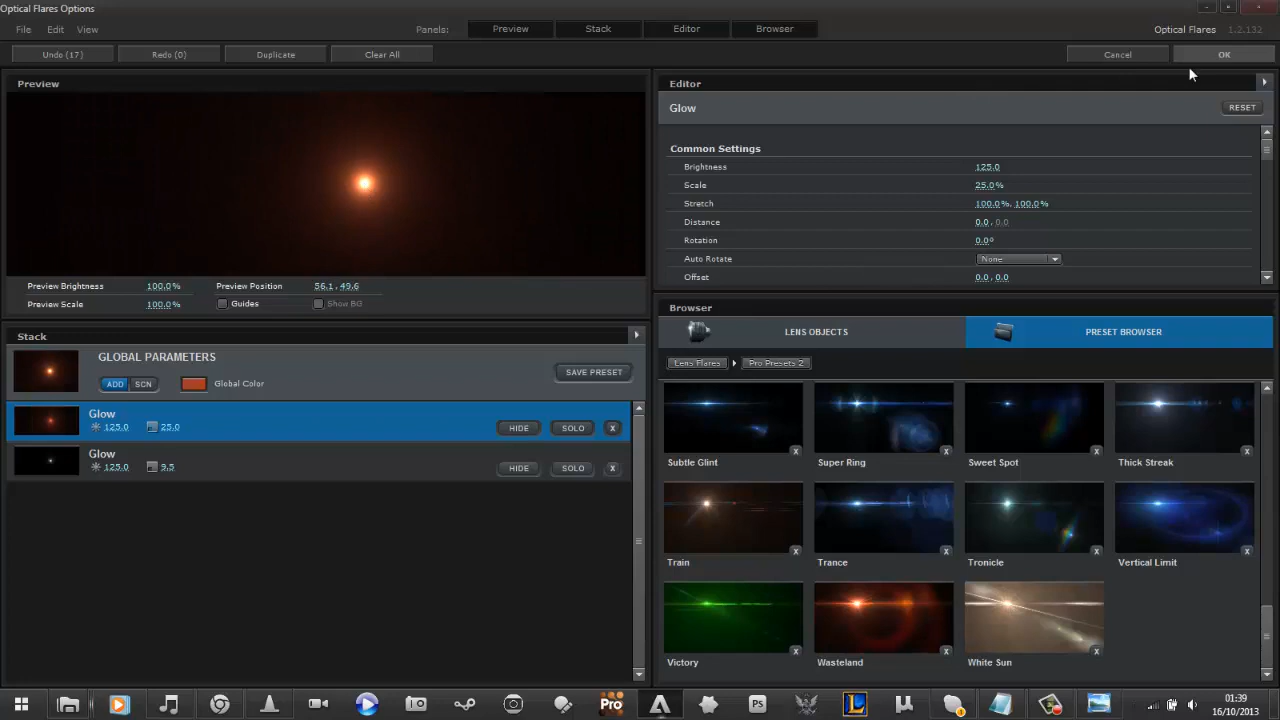 Optical Flares Options
File Edit View Panels: Preview Stack Editor Browser Optical Flares 1.2.132
Undo (17) Redo (0) Duplicate Clear All Cancel OK
Preview
Preview Brightness 100.0% Preview Position 56.1 , 49.6
Preview Scale 100.0% Guides Show BG
Stack
GLOBAL PARAMETERS
ADD SCN Global Color SAVE PRESET
Glow
125.0 25.0 HIDE SOLO X
Glow
125.0 9.5 HIDE SOLO X
Editor
Glow RESET
Common Settings
Brightness 125.0
Scale 25.0%
Stretch 100.0%, 100.0%
Distance 0.0 , 0.0
Rotation 0.0º
Auto Rotate None
Offset 0.0, 0.0
Browser
LENS OBJECTS PRESET BROWSER
Lens Flares Pro Presets 2
Subtle Glint X Super Ring X Sweet Spot X Thick Streak X
Train X Trance X Tronicle X Vertical Limit X
Victory X Wasteland X White Sun X
Pro PS L
01:39
16/10/2013